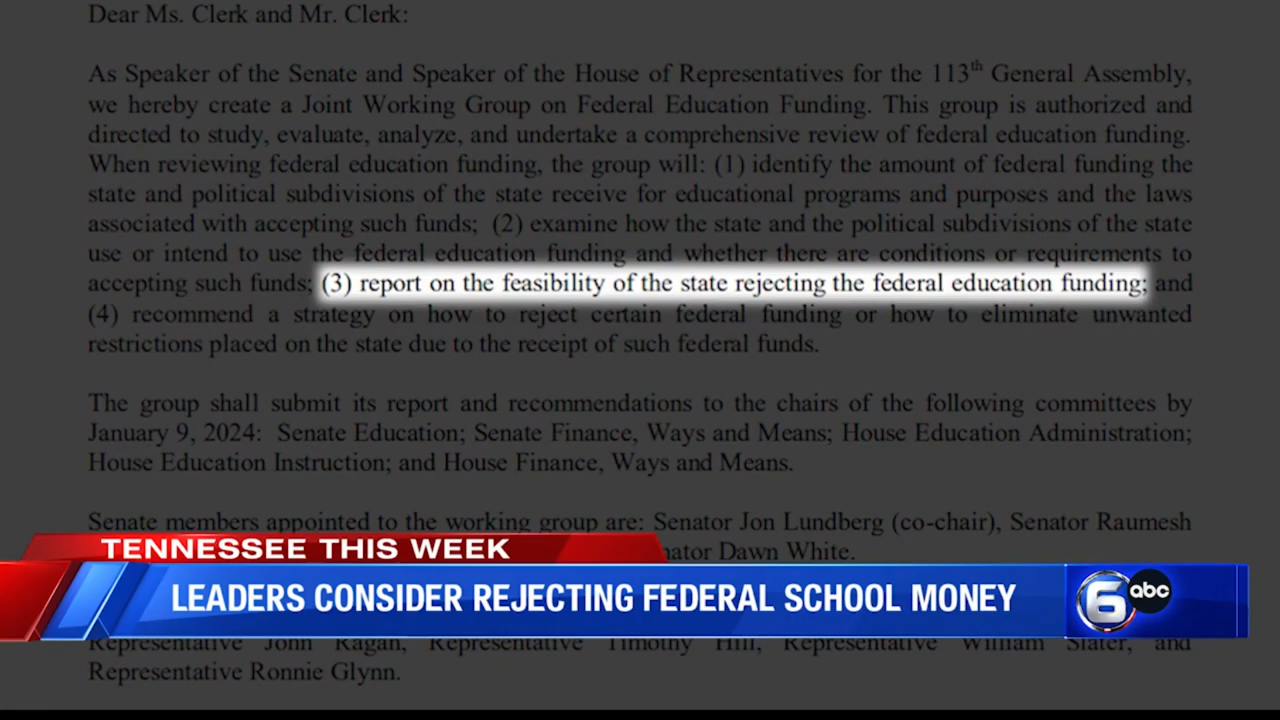 Dear Ms. Clerk and Mr. Clerk:
As Speaker of the Senate and Speaker of the House of Representatives for the 113th General Assembly,
we hereby create a Joint Working Group on Federal Education Funding. This group is authorized and
directed to study, evaluate, analyze, and undertake a comprehensive review of federal education funding.
When reviewing federal education funding, the group will: (1) identify the amount of federal funding the
state and political subdivisions of the state receive for educational programs and purposes and the laws
associated with accepting such funds; (2) examine how the state and the political subdivisions of the state
use or intend to use the federal education funding and whether there are conditions or requirements to
accepting such funds; (3) report on the feasibility of the state rejecting the federal education funding; and
(4) recommend a strategy on how to reject certain federal funding or how to eliminate unwanted
restrictions placed on the state due to the receipt of such federal funds.
The group shall submit its report and recommendations to the chairs of the following committees by
January 9, 2024: Senate Education; Senate Finance, Ways and Means; House Education Administration;
House Education Instruction; and House Finance, Ways and Means.
Senate members appointed to the working group are: Senator Jon Lundberg (co-chair), Senator Raumesh
Dawn White.
TENNESSEE THIS WEEK
LEADERS CONSIDER REJECTING FEDERAL SCHOOL MONEY
6 abc
Representative John Ragan, Representative Timothy Hill, Representative William Slater, and
Representative Ronnie Glynn.